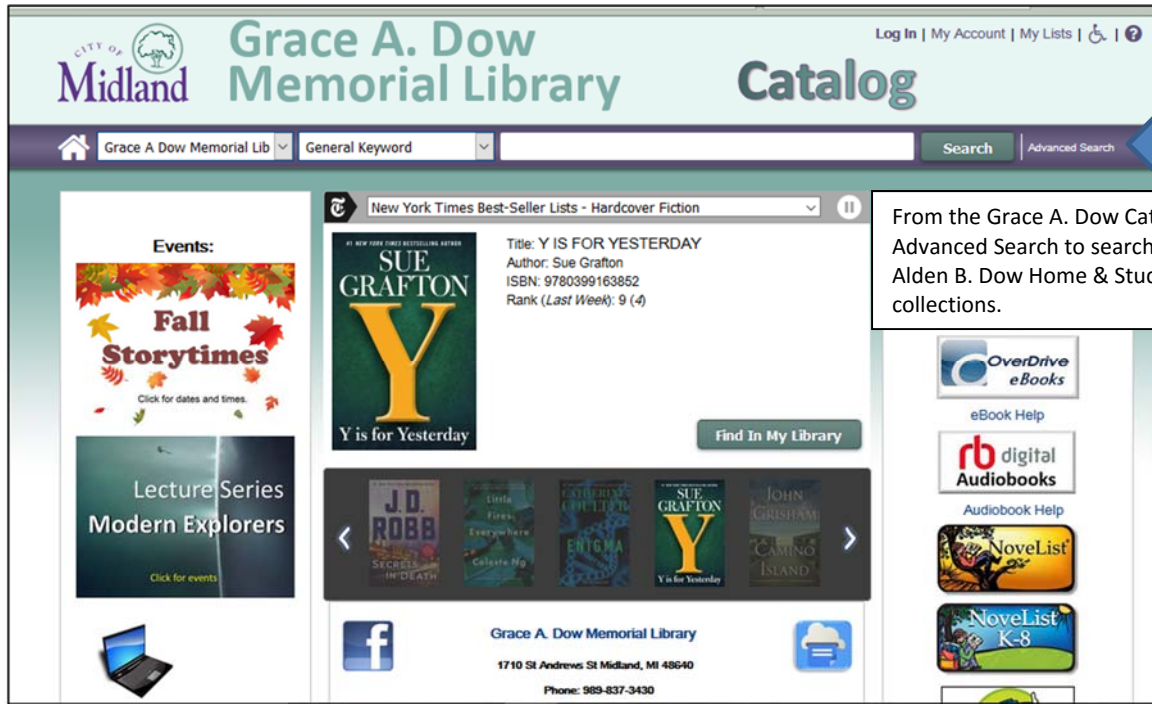 CITY OF
Midland
Grace A. Dow
Memorial Library
Catalog
Log In | My Account | My Lists | | ?
Grace A Dow Memorial Lib
General Keyword
Search
Advanced Search
Events:
Fall
Storytimes
Click for dates and times.
Lecture Series
Modern Explorers
Click for events
New York Times Best-Seller Lists - Hardcover Fiction
#1 NEW YORK TIMES BESTSELLING AUTHOR
SUE
GRAFTON
Y
Y is for Yesterday
Title: Y IS FOR YESTERDAY
Author: Sue Grafton
ISBN: 9780399163852
Rank (Last Week): 9 (4)
Find In My Library
J.D.
ROBB
SECRETS
IN DEATH
Little
Fires
Everywhere
Celeste Ng
CATHERINE
COULTER
ENIGMA
SUE
GRAFTON
Y
Y is for Yesterday
JOHN
GRISHAM
CAMINO
ISLAND
Grace A. Dow Memorial Library
1710 St Andrews St Midland, MI 48640
Phone: 989-837-3430
From the Grace A. Dow Cat
Advanced Search to search
Alden B. Dow Home & Stud
collections.
OverDrive
eBooks
eBook Help
rb digital
Audiobooks
Audiobook Help
NoveList
NoveList
K-8